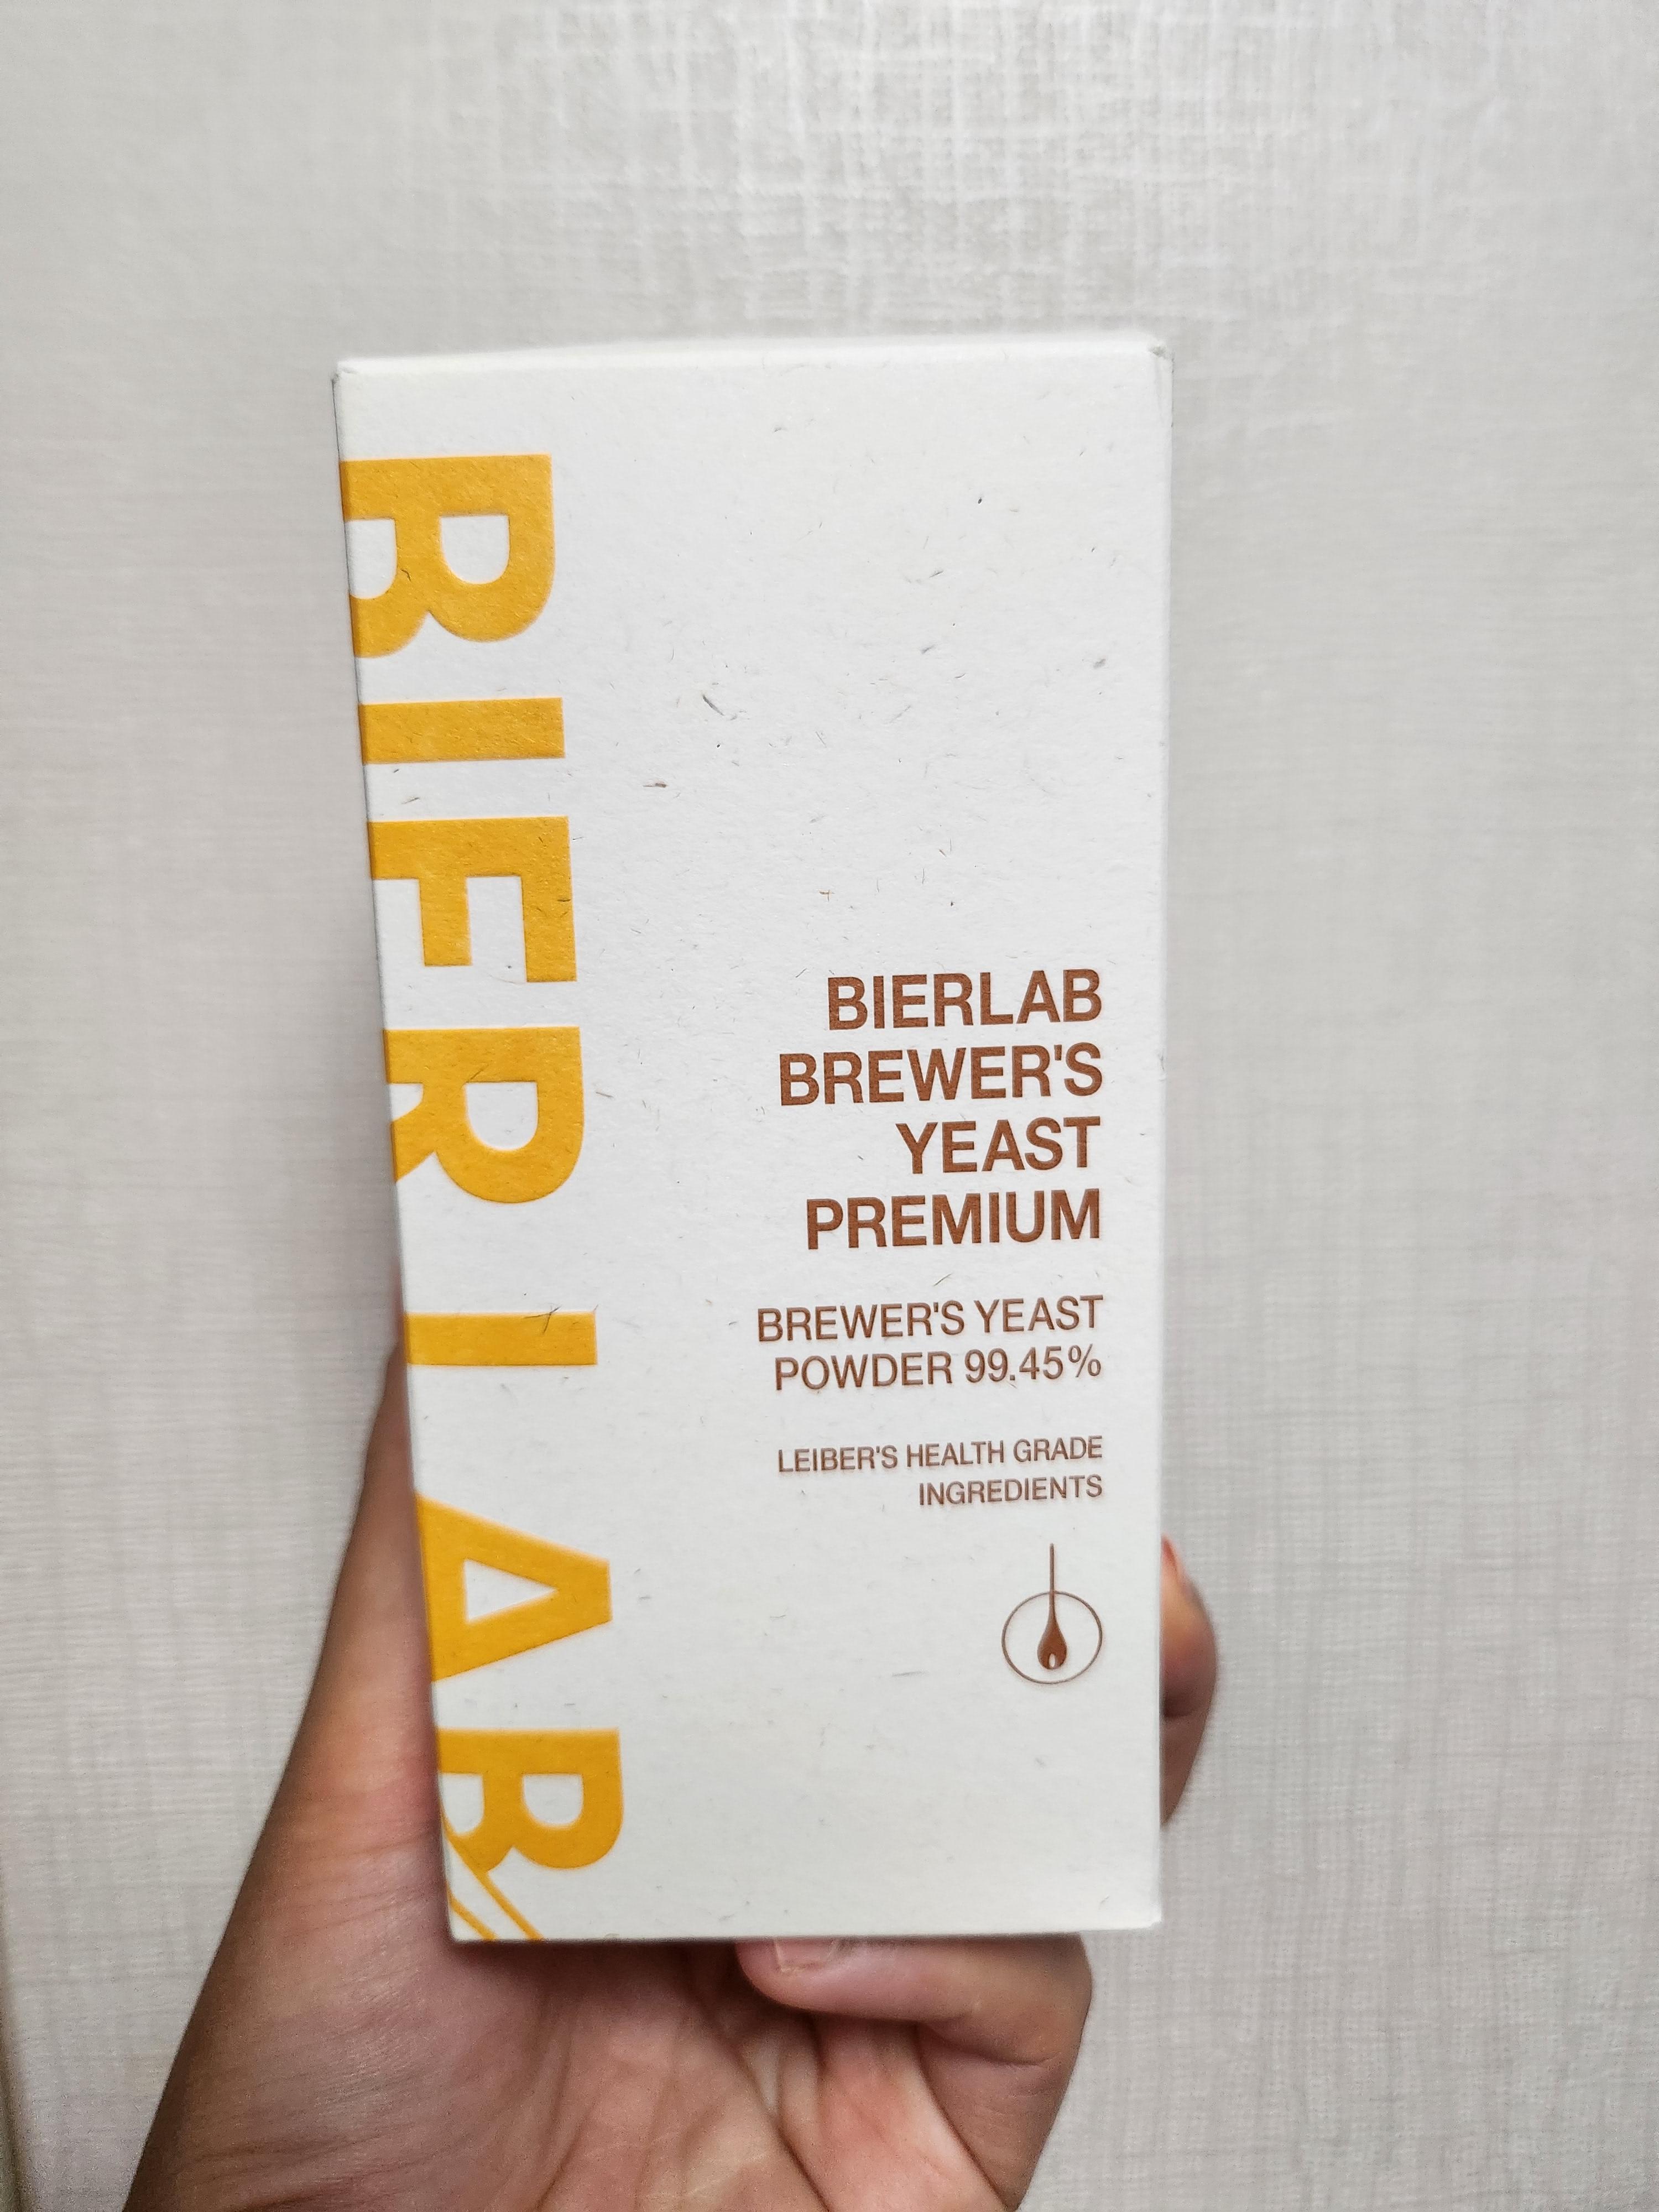 BIERLAB
BIERLAB
BREWER'S
YEAST
PREMIUM
BREWER'S YEAST
POWDER 99.45%
LEIBER'S HEALTH GRADE
INGREDIENTS